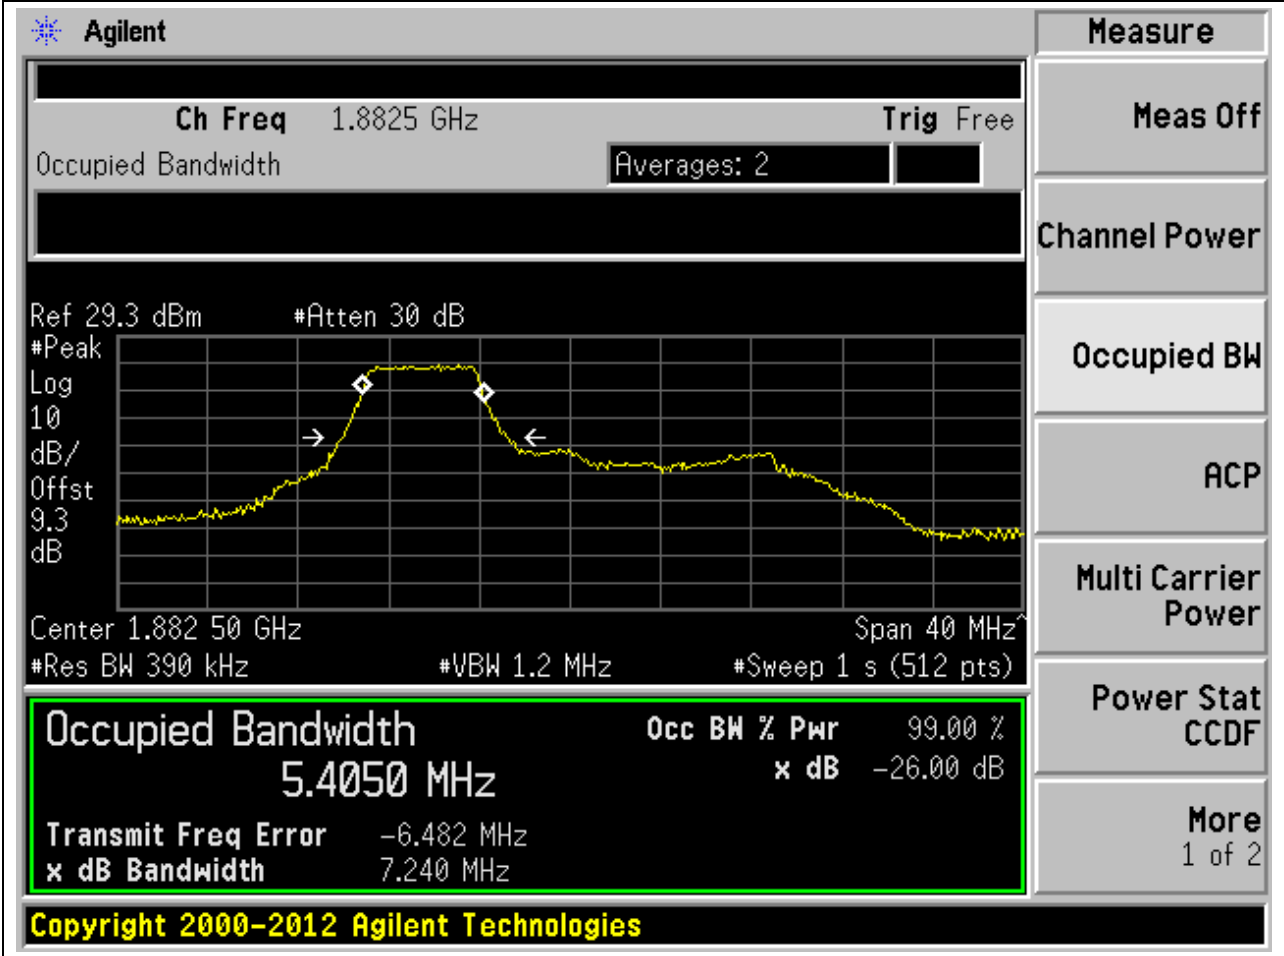 Agilent
Measure
Ch Freq 1.8825 GHz Trig Free
Occupied Bandwidth Averages: 2
Meas Off
Channel Power
Occupied BW
ACP
Multi Carrier
Power
Power Stat
CCDF
More
1 of 2
Ref 29.3 dBm #Atten 30 dB
#Peak
Log
10
dB/
Offst
9.3
dB
Center 1.882 50 GHz Span 40 MHz^
#Res BW 390 kHz #VBW 1.2 MHz #Sweep 1 s (512 pts)
Occupied Bandwidth Occ BW % Pwr 99.00 %
5.4050 MHz x dB -26.00 dB
Transmit Freq Error -6.482 MHz
x dB Bandwidth 7.240 MHz
Copyright 2000-2012 Agilent Technologies